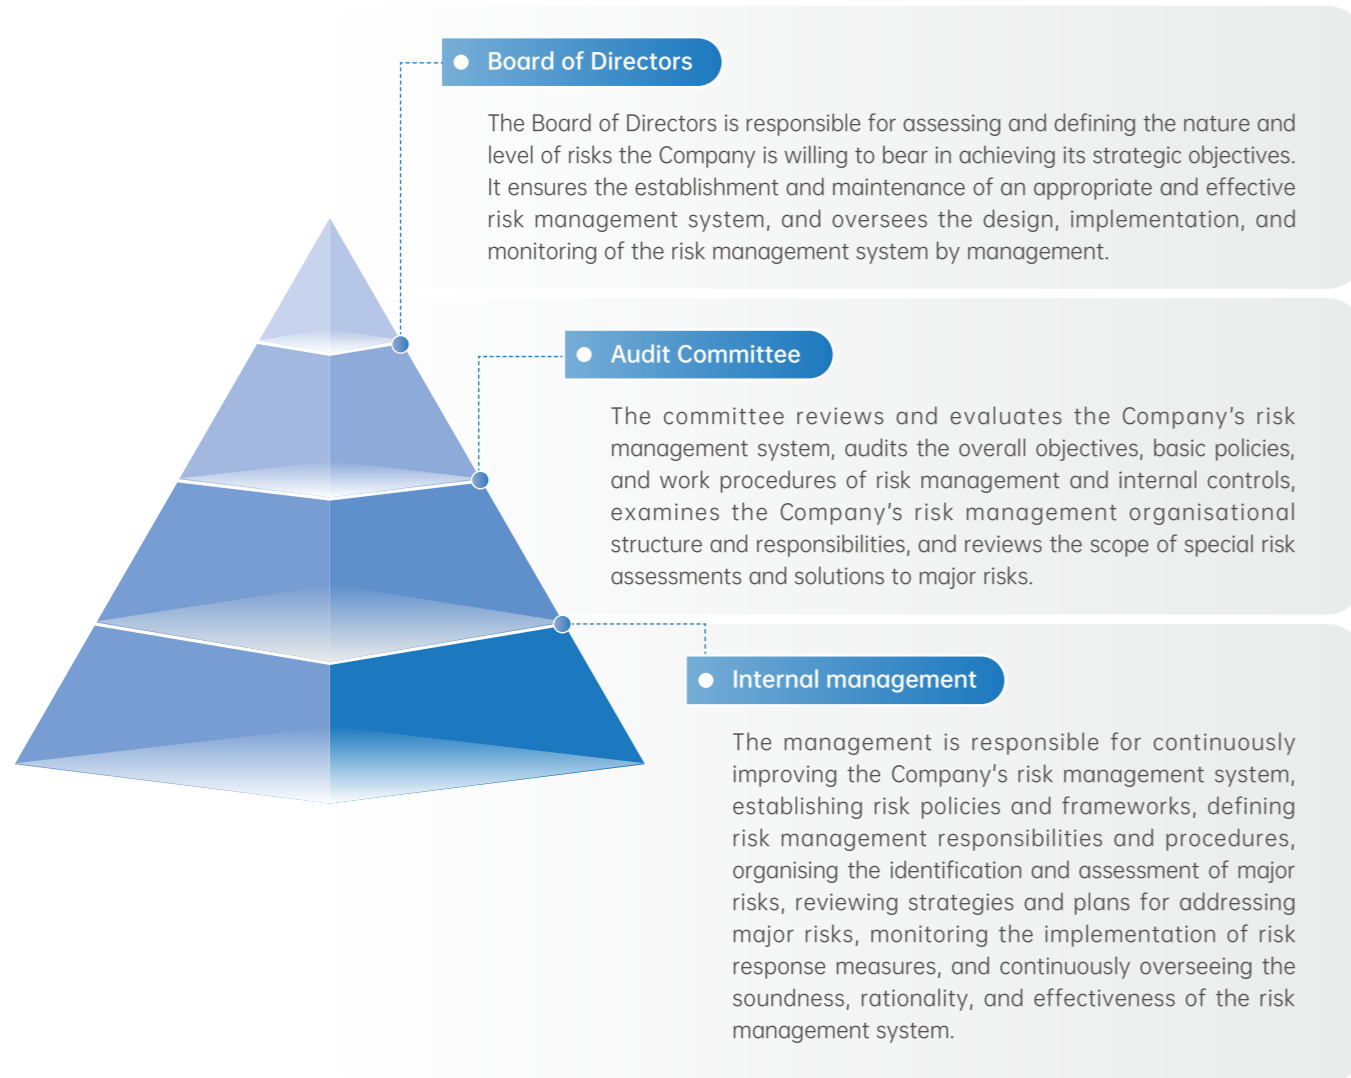 Board of Directors
The Board of Directors is responsible for assessing and defining the nature and
level of risks the Company is willing to bear in achieving its strategic objectives.
It ensures the establishment and maintenance of an appropriate and effective
risk management system, and oversees the design, implementation, and
monitoring of the risk management system by management.
Audit Committee
The committee reviews and evaluates the Company's risk
management system, audits the overall objectives, basic policies,
and work procedures of risk management and internal controls,
examines the Company's risk management organisational
structure and responsibilities, and reviews the scope of special risk
assessments and solutions to major risks.
Internal management
The management is responsible for continuously
improving the Company's risk management system,
establishing risk policies and frameworks, defining
risk management responsibilities and procedures,
organising the identification and assessment of major
risks, reviewing strategies and plans for addressing
major risks, monitoring the implementation of risk
response measures, and continuously overseeing the
soundness, rationality, and effectiveness of the risk
management system.